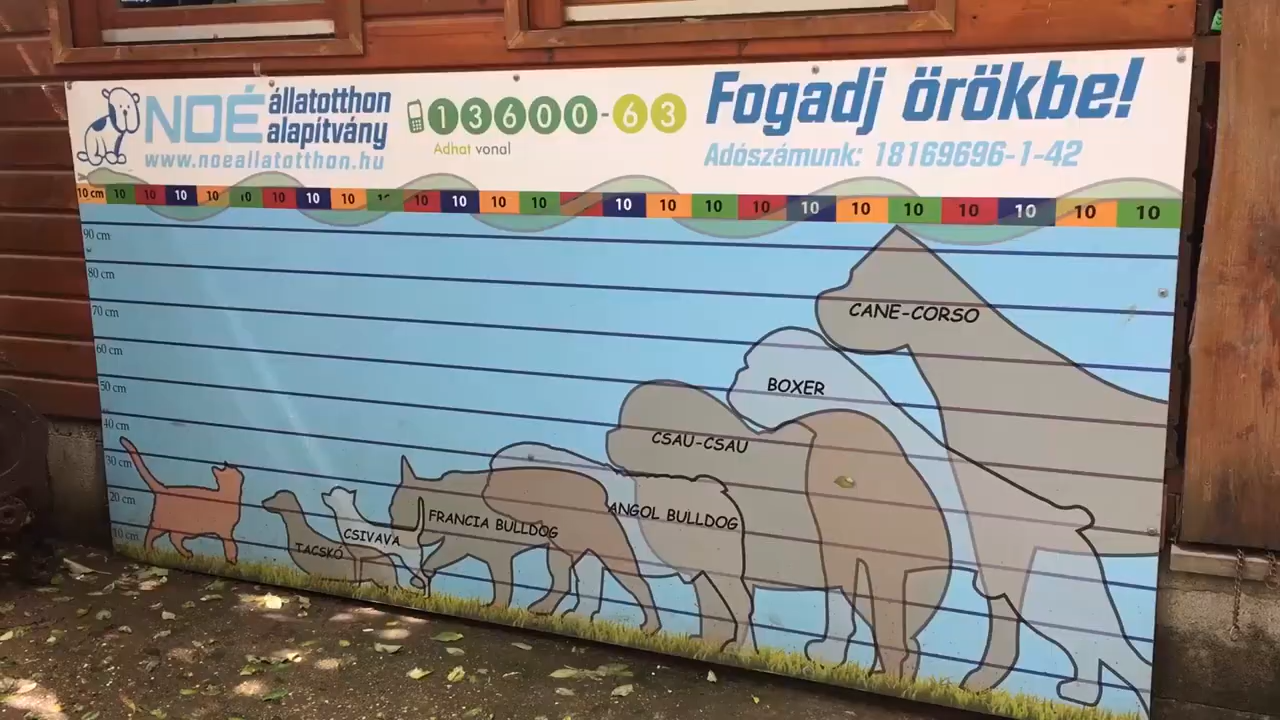 NOÉ állatotthon alapítvány
www.noeallatotthon.hu
13600-63
Adhat vonal
Fogadj örökbe!
Adószámunk: 18169696-1-42
10 cm 10 10 10 10 10 10 10 10 10 10 10 10 10 10 10 10 10 10 10 10 10 10
90 cm
80 cm
70 cm
60 cm
50 cm
40 cm
30 cm
20 cm
10 cm
CANE-CORSO
BOXER
CSAU-CSAU
ANGOL BULLDOG
FRANCIA BULLDOG
CSIVAVA
TACSKÓ